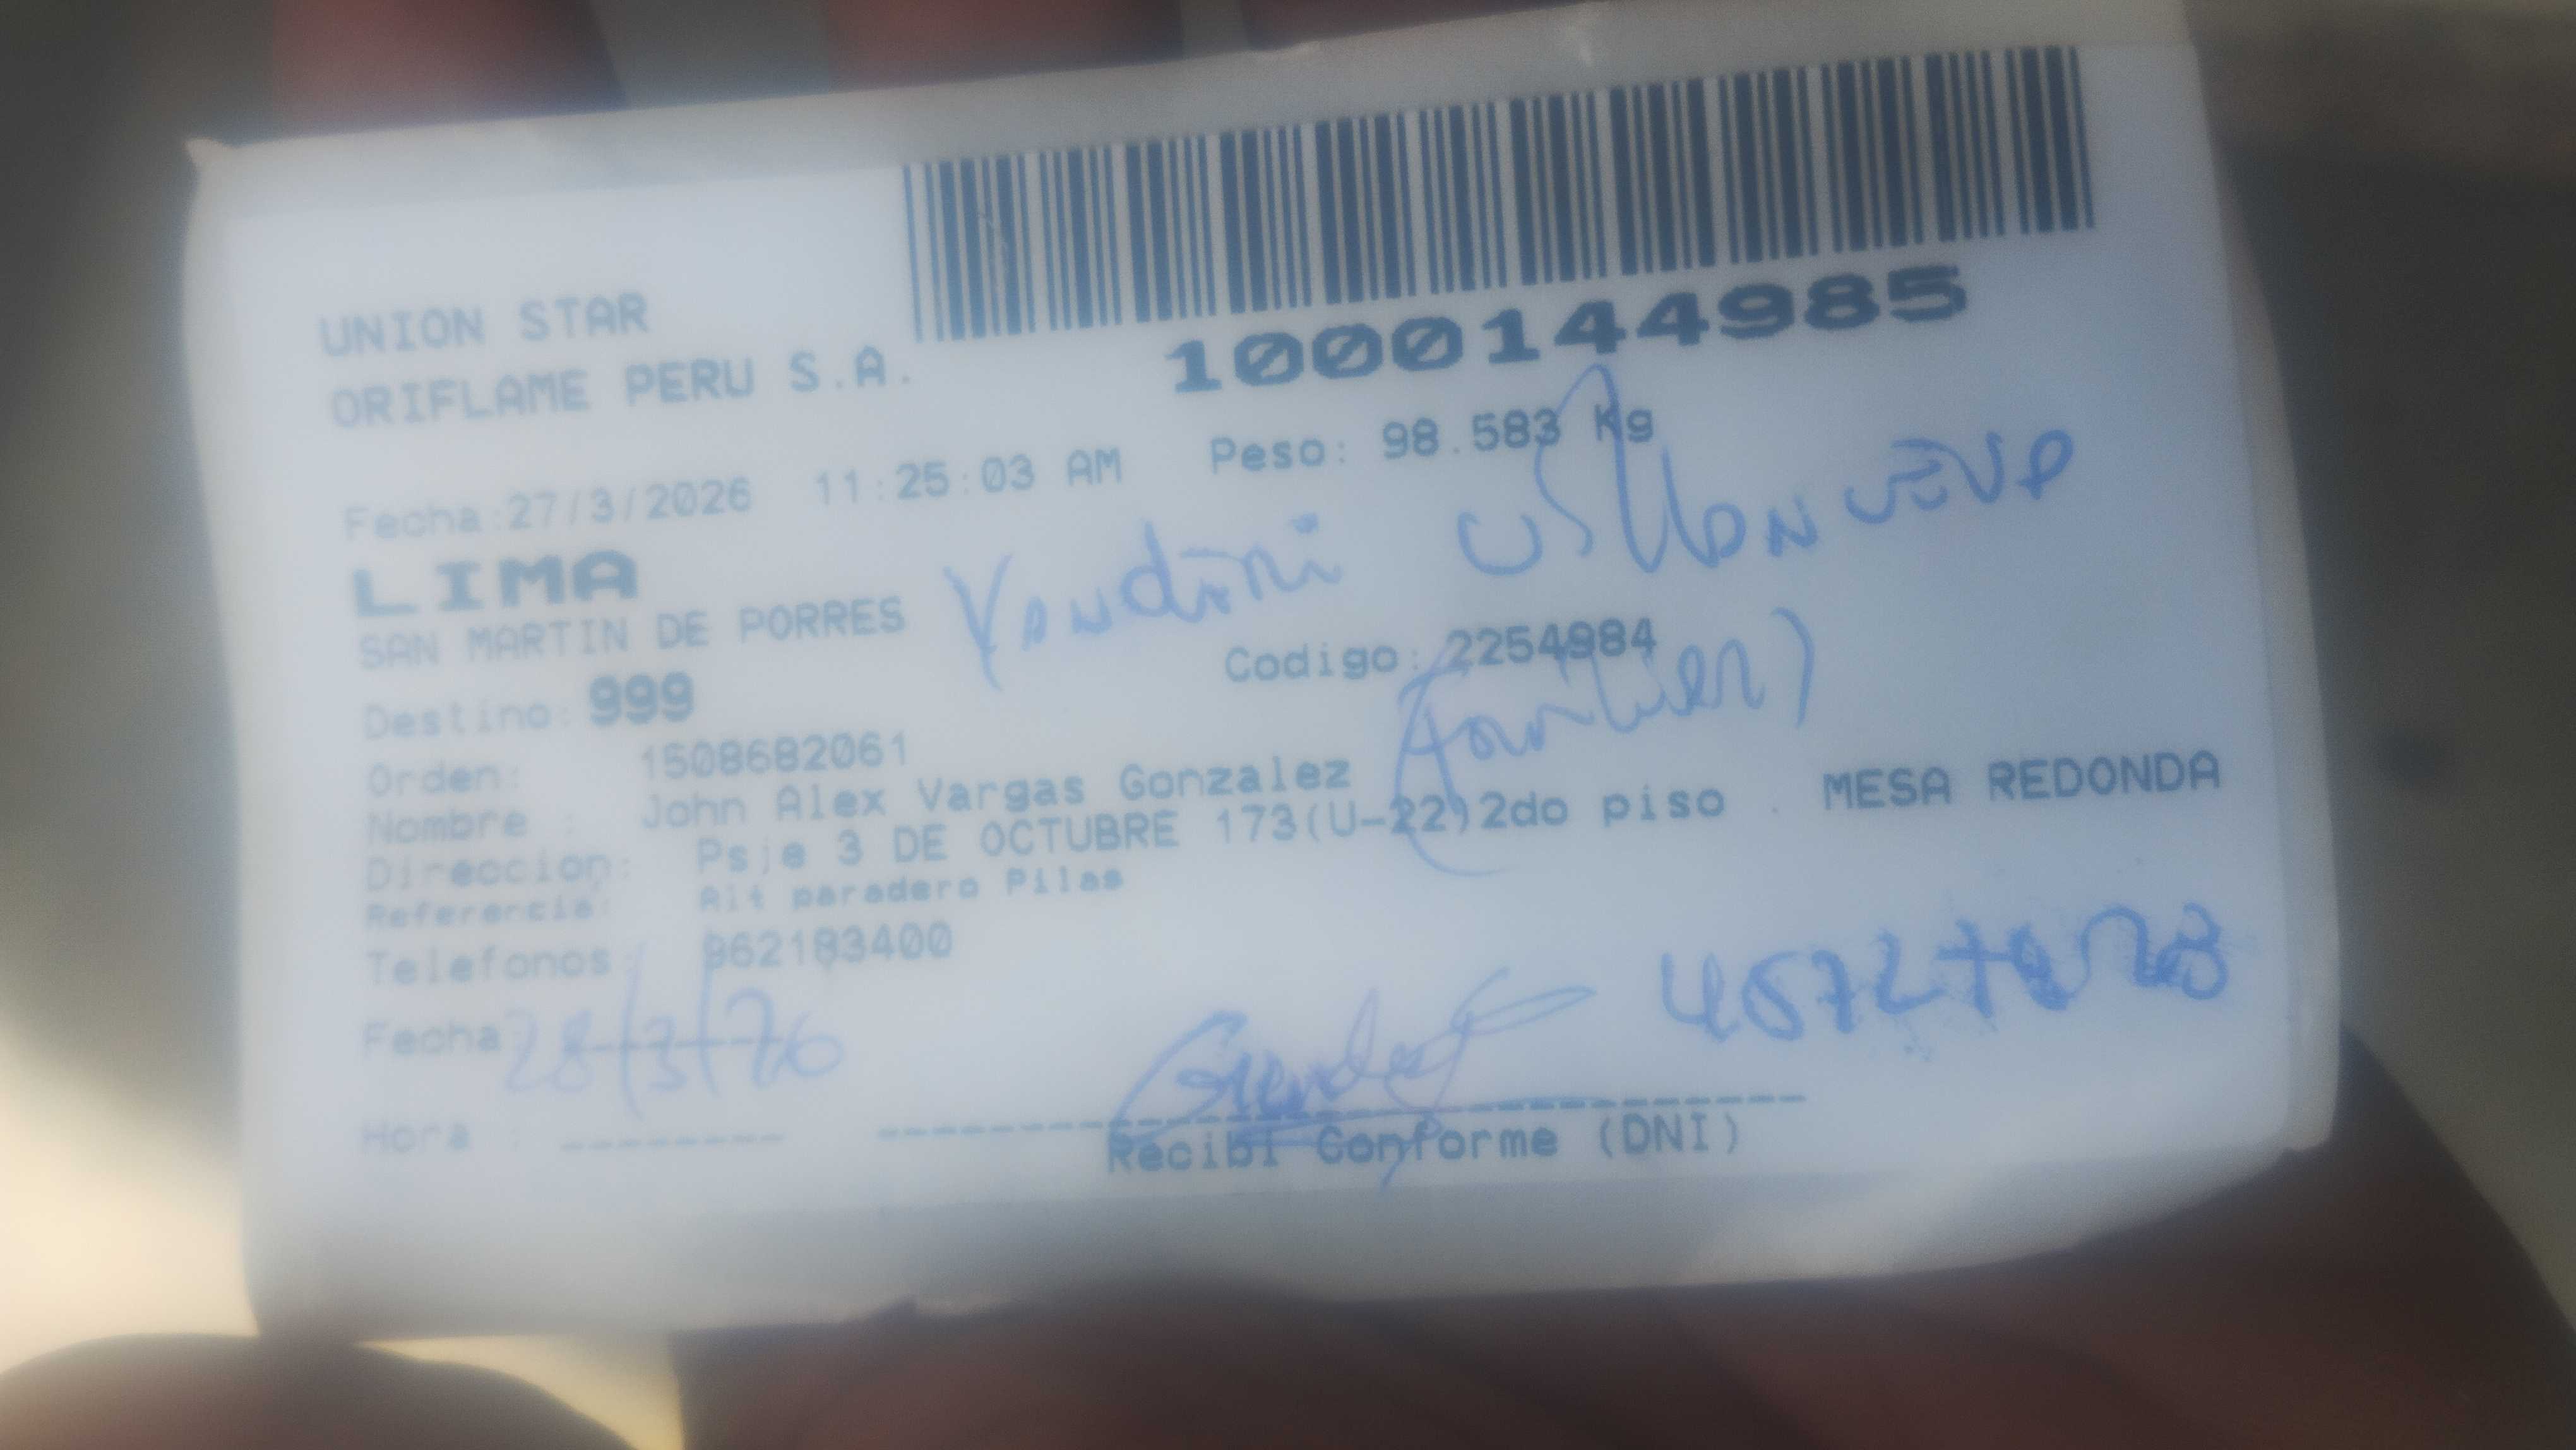 UNION STAR
ORIFLAME PERU S.A.
1000144985
Fecha:27/3/2026 11:25:03 AM Peso: 98.583 Kg
LIMA
SAN MARTIN DE PORRES
Villanueva
Destino: 999 Codigo: 2254984
(familiar)
Orden: 1508682061
Nombre : John Alex Vargas Gonzalez
Direccion: Psje 3 DE OCTUBRE 173(U-22)2do piso . MESA REDONDA
Referencia: Alt paradero Pilas
Telefonos: 962183400
Fecha 28/3/26
Hora :
Recibi Conforme (DNI)